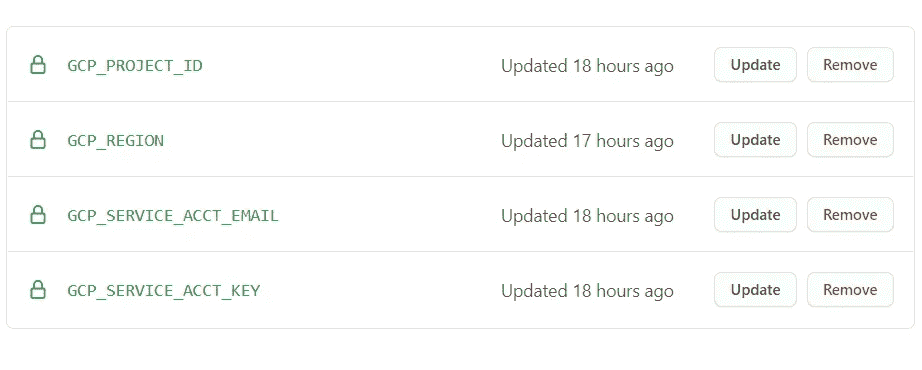 GCP_PROJECT_ID Updated 18 hours ago Update Remove
GCP_REGION Updated 17 hours ago Update Remove
GCP_SERVICE_ACCT_EMAIL Updated 18 hours ago Update Remove
GCP_SERVICE_ACCT_KEY Updated 18 hours ago Update Remove